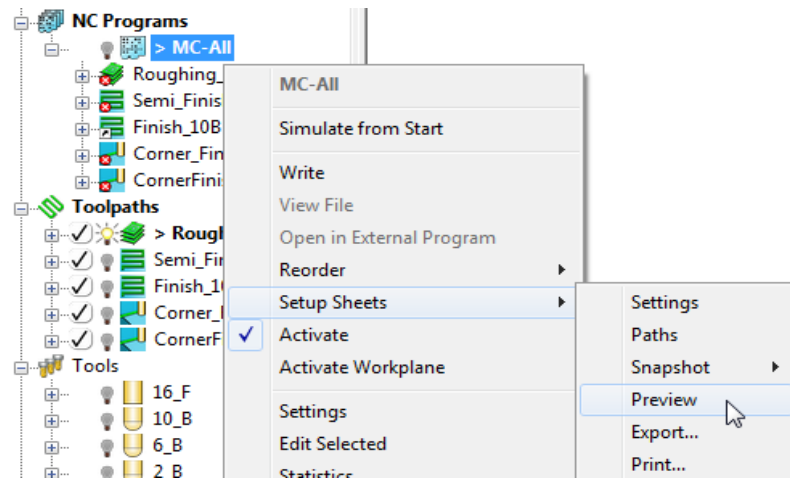 NC Programs
> MC-All
Roughing_
Semi_Finis
Finish_10B
Corner_Fin
CornerFini
Toolpaths
> Rough
Semi_Fin
Finish_10
Corner_
CornerF
Tools
16_F
10_B
6_B
2_B
MC-All
Simulate from Start
Write
View File
Open in External Program
Reorder
Setup Sheets
Activate
Activate Workplane
Settings
Edit Selected
Statistics
Settings
Paths
Snapshot
Preview
Export...
Print...